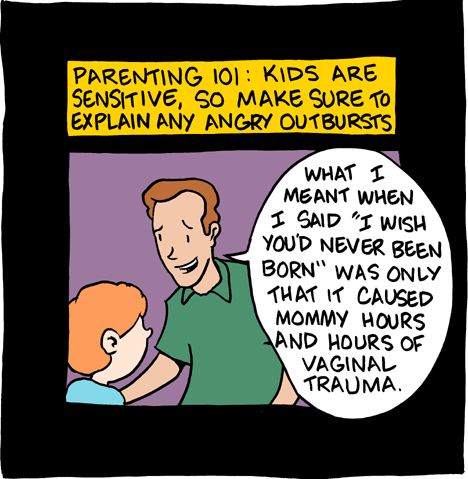 PARENTING 101: KIDS ARE
SENSITIVE, SO MAKE SURE TO
EXPLAIN ANY ANGRY OUTBURSTS
WHAT I
MEANT WHEN
I SAID "I WISH
YOU'D NEVER BEEN
BORN" WAS ONLY
THAT IT CAUSED
MOMMY HOURS
AND HOURS OF
VAGINAL
TRAUMA.